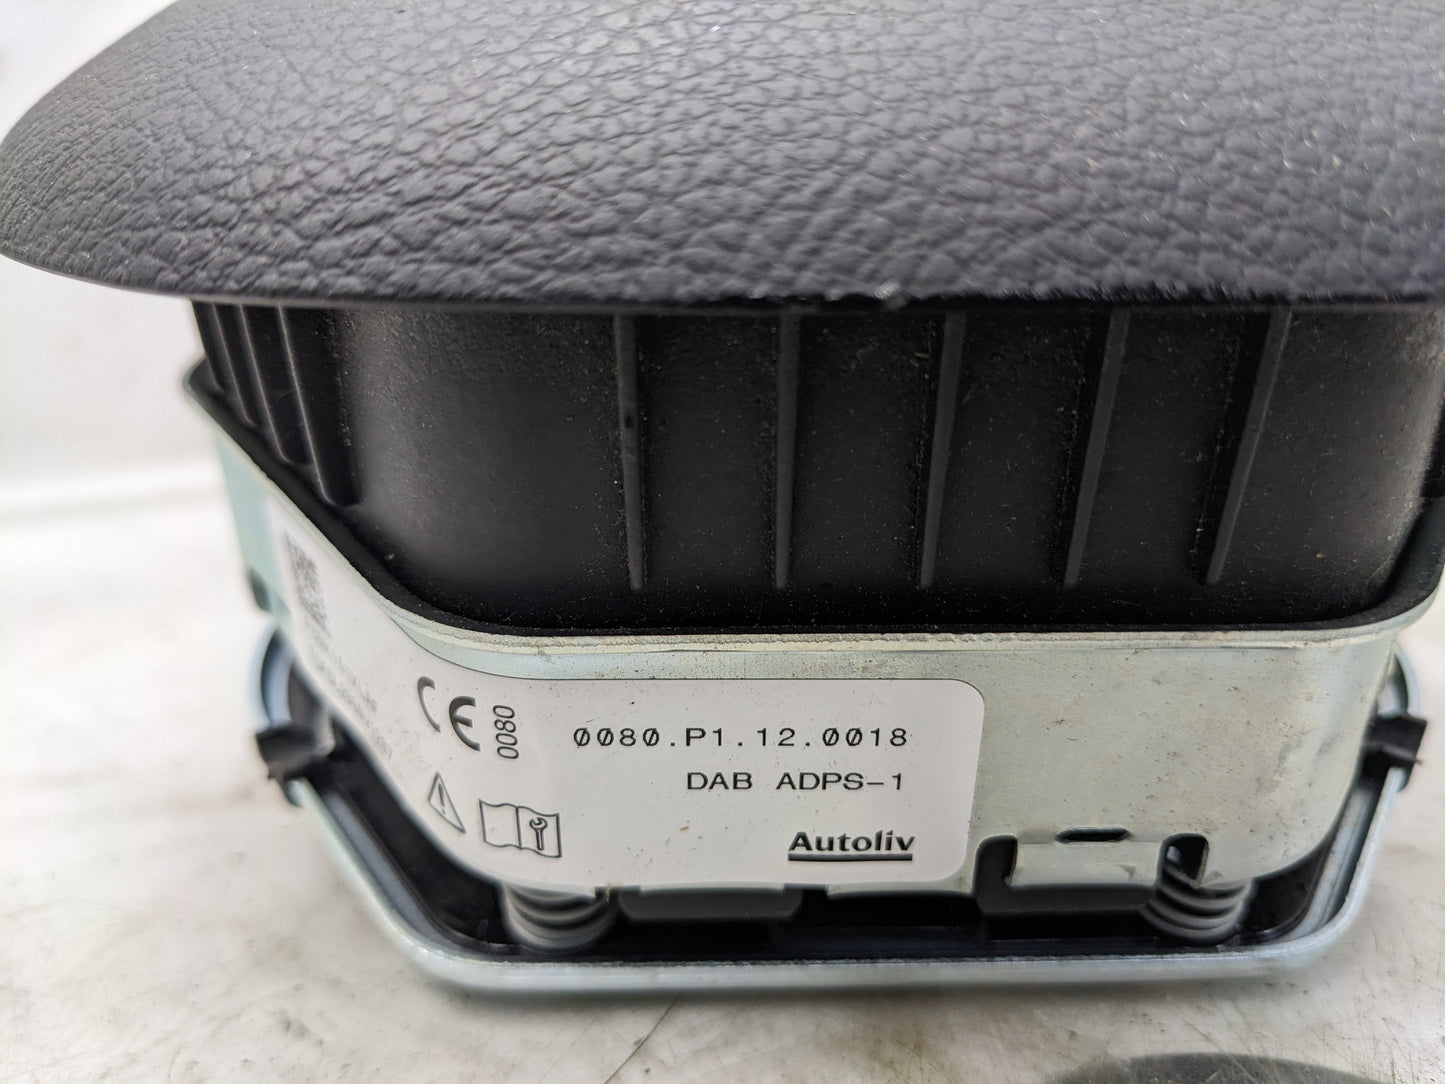 CE
0080
0080.P1.12.0018
DAB ADPS-1
Autoliv